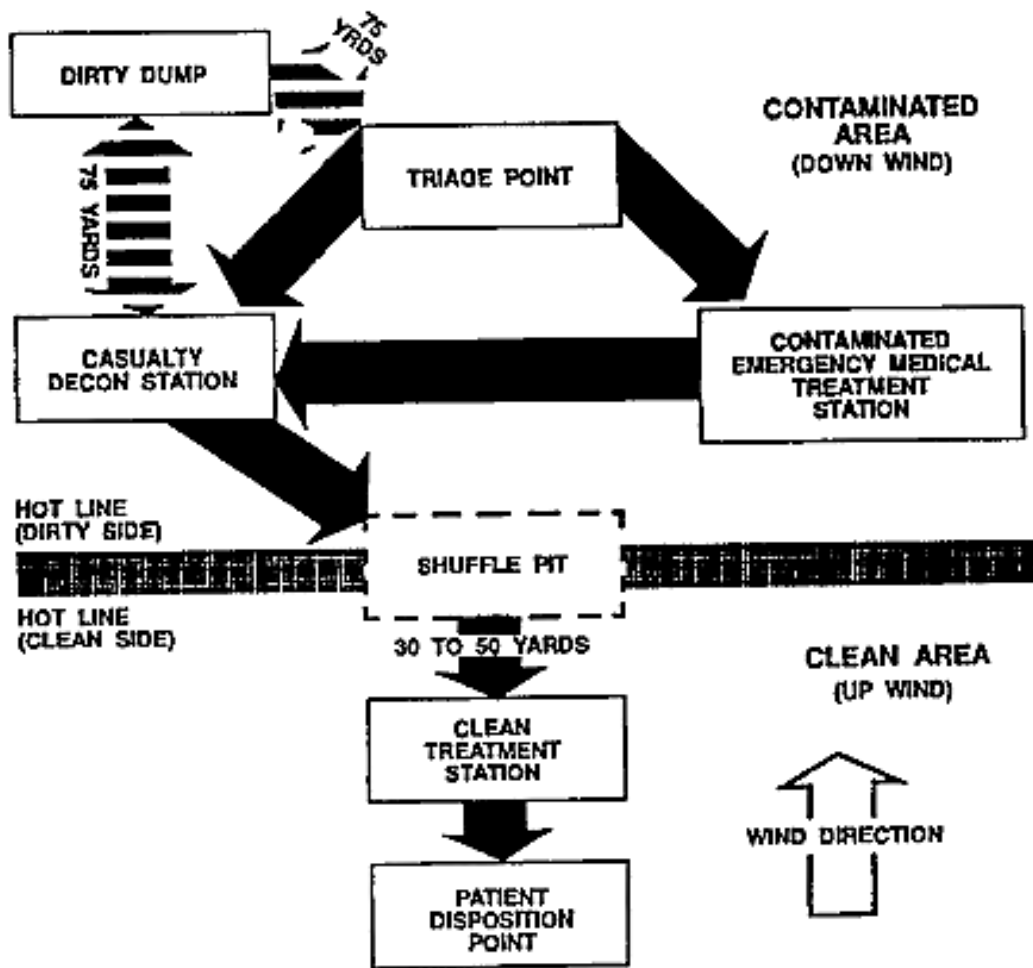 75
YRDS
DIRTY DUMP
CONTAMINATED
AREA
(DOWN WIND)
TRIAGE POINT
75 YARDS
CASUALTY
DECON STATION
CONTAMINATED
EMERGENCY MEDICAL
TREATMENT
STATION
HOT LINE
(DIRTY SIDE)
SHUFFLE PIT
HOT LINE
(CLEAN SIDE)
30 TO 50 YARDS
CLEAN AREA
(UP WIND)
CLEAN
TREATMENT
STATION
WIND DIRECTION
PATIENT
DISPOSITION
POINT